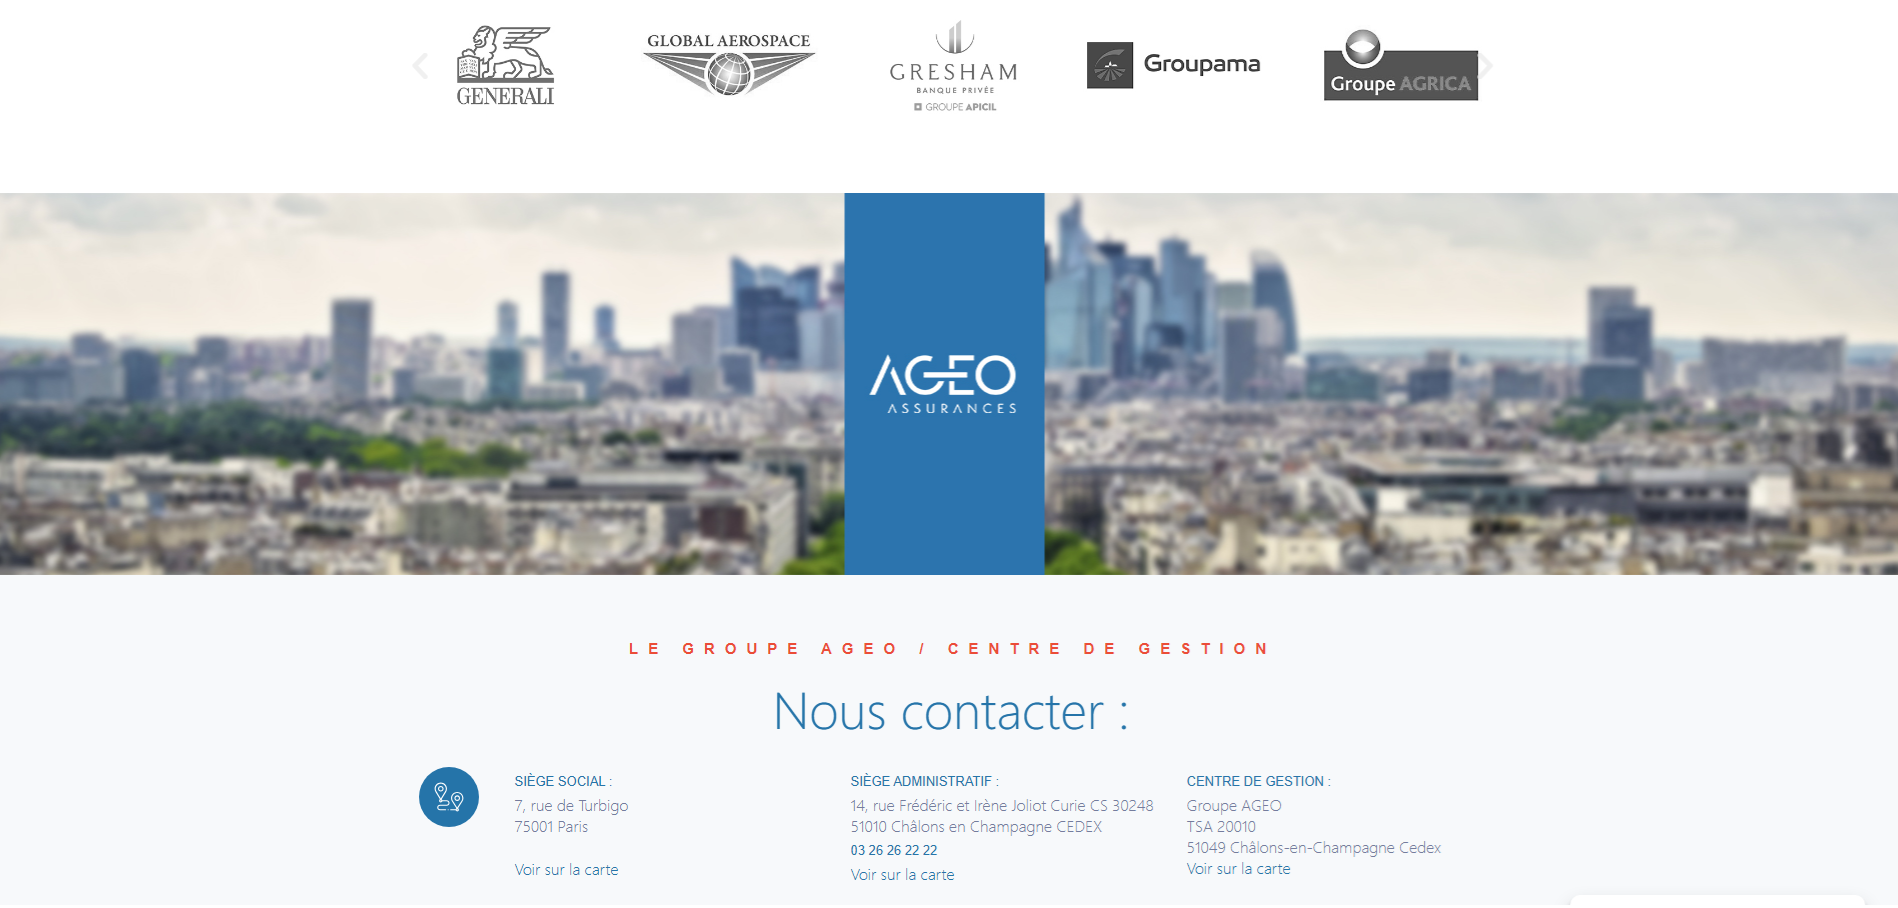 GENERALI
GLOBAL AEROSPACE
GRESHAM
BANQUE PRIVÉE
GROUPE APICIL
Groupama
Groupe AGRICA
AGEO
ASSURANCES
LE GROUPE AGEO / CENTRE DE GESTION
Nous contacter :
SIÈGE SOCIAL :
7, rue de Turbigo
75001 Paris
Voir sur la carte
SIÈGE ADMINISTRATIF :
14, rue Frédéric et Irène Joliot Curie CS 30248
51010 Châlons en Champagne CEDEX
03 26 26 22 22
Voir sur la carte
CENTRE DE GESTION :
Groupe AGEO
TSA 20010
51049 Châlons-en-Champagne Cedex
Voir sur la carte